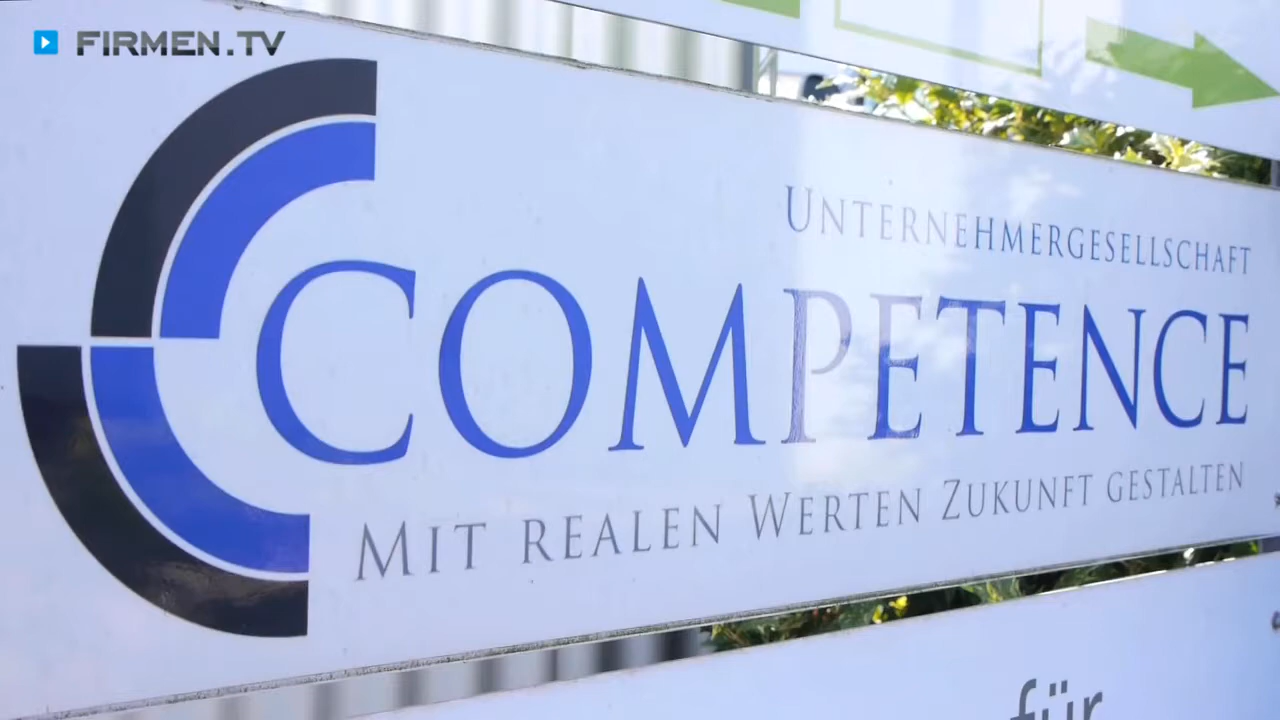 FIRMEN.TV
UNTERNEHMERGESELLSCHAFT
COMPETENCE
MIT REALEN WERTEN ZUKUNFT GESTALTEN
für